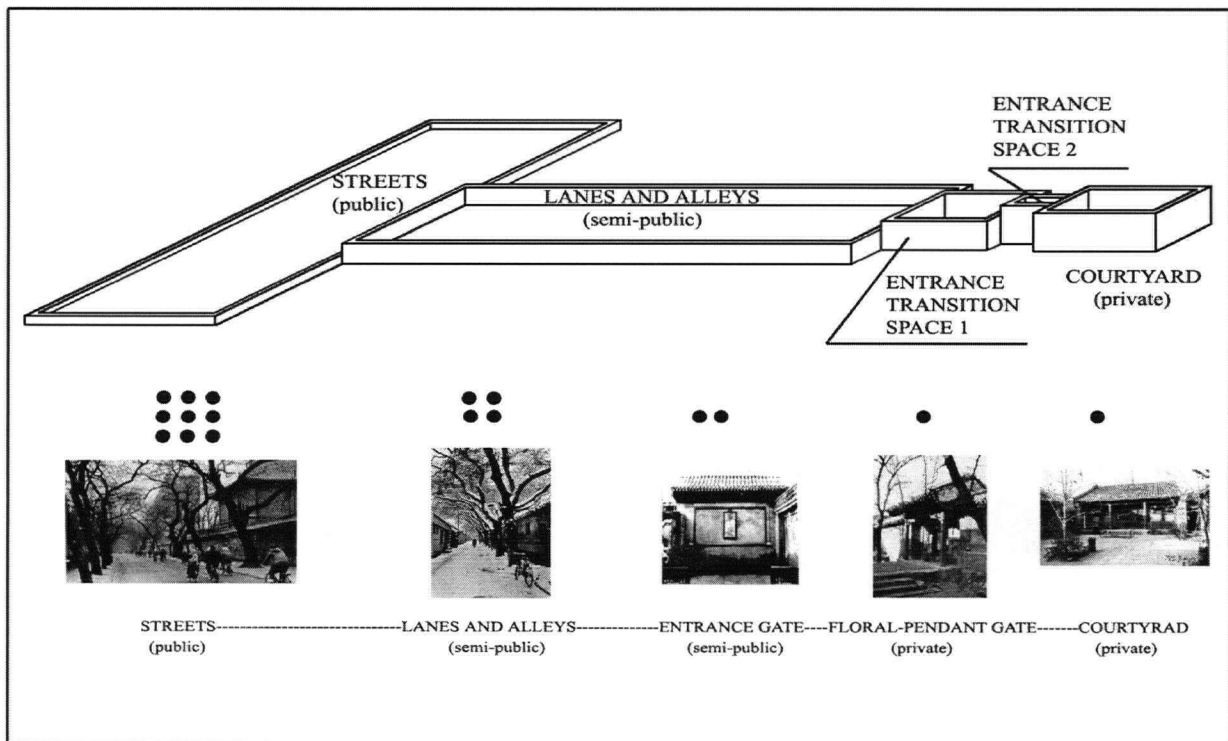 ENTRANCE
TRANSITION
SPACE 2
STREETS
(public)
LANES AND ALLEYS
(semi-public)
ENTRANCE
TRANSITION
SPACE 1
COURTYARD
(private)
STREETS-------------------------LANES AND ALLEYS------------ENTRANCE GATE----FLORAL-PENDANT GATE------COURTYRAD
(public) (semi-public) (semi-public) (private) (private)